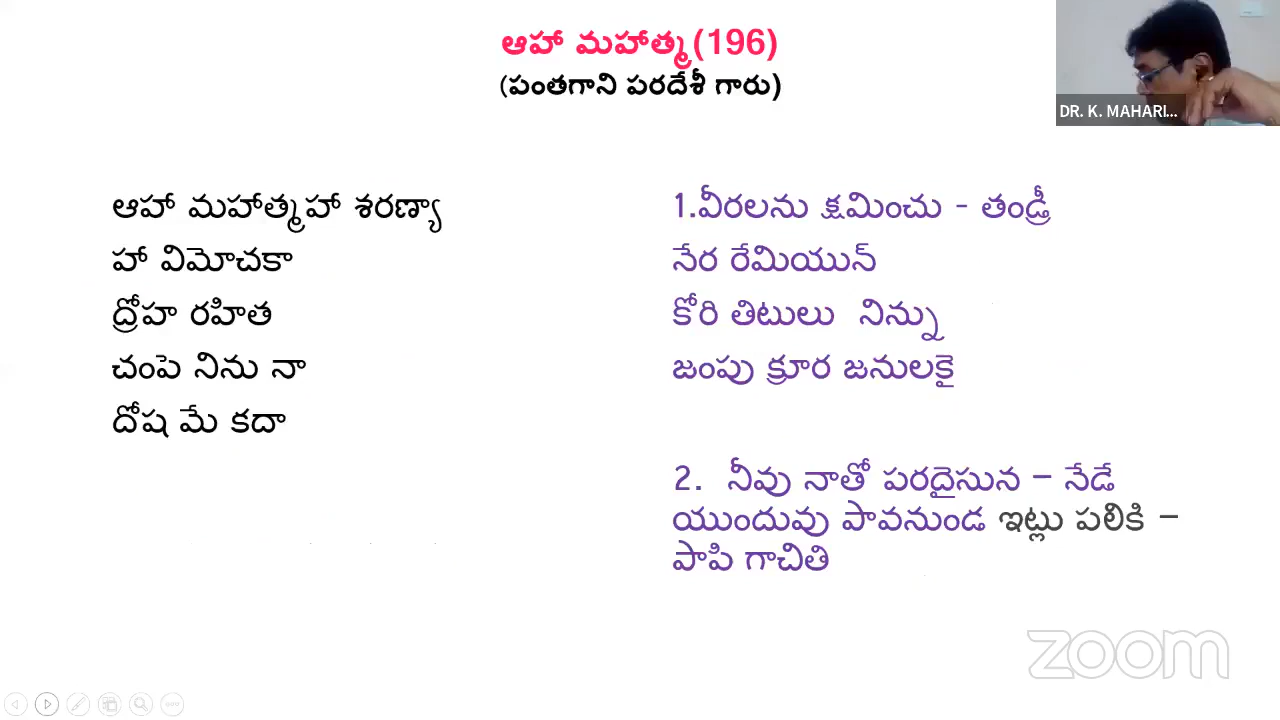 ఆహా మహాత్మ(196)
(పంతగాని పరదేశీ గారు)
DR. K. MAHARI...
ఆహా మహాత్మహా శరణ్యా
హా విమోచకా
ద్రోహ రహిత
చంపె నిను నా
దోష మే కదా
1.వీరలను క్షమించు - తండ్రీ
నేర రేమియున్
కోరి తిటులు నిన్ను
జంపు క్రూర జనులకై
2. నీవు నాతో పరదైసున – నేడే
యుందువు పావనుండ ఇట్లు పలికి –
పాపి గాచితి
zoom